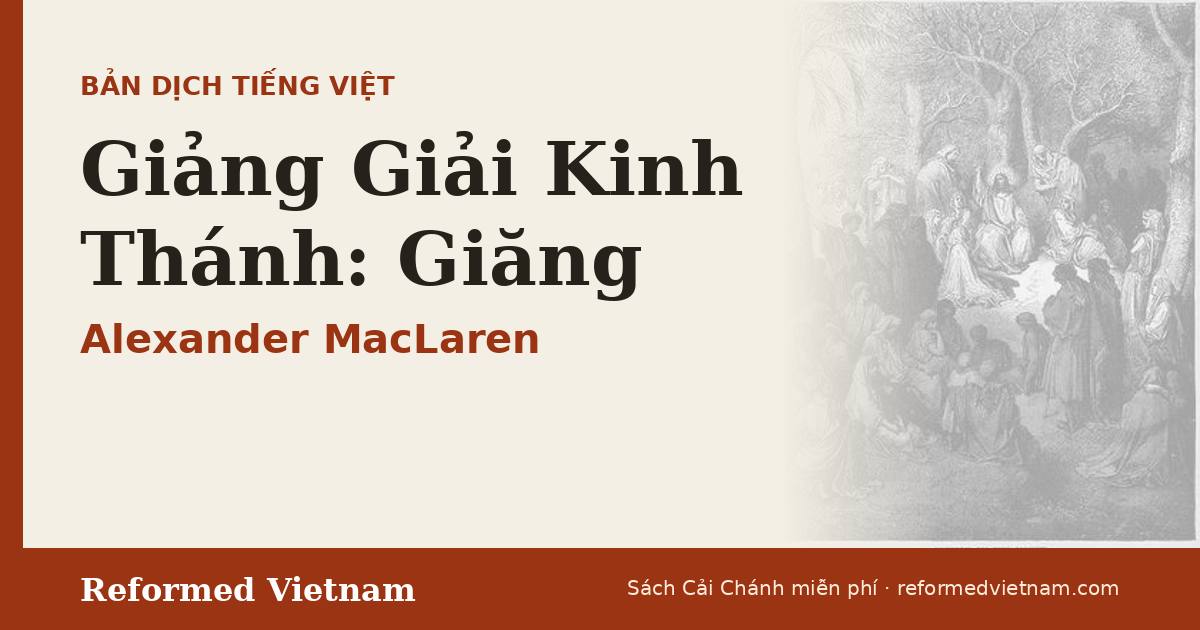 BẢN DỊCH TIẾNG VIỆT
Giảng Giải Kinh
Thánh: Giăng
Alexander MacLaren
Reformed Vietnam
Sách Cải Chánh miễn phí · reformedvietnam.com